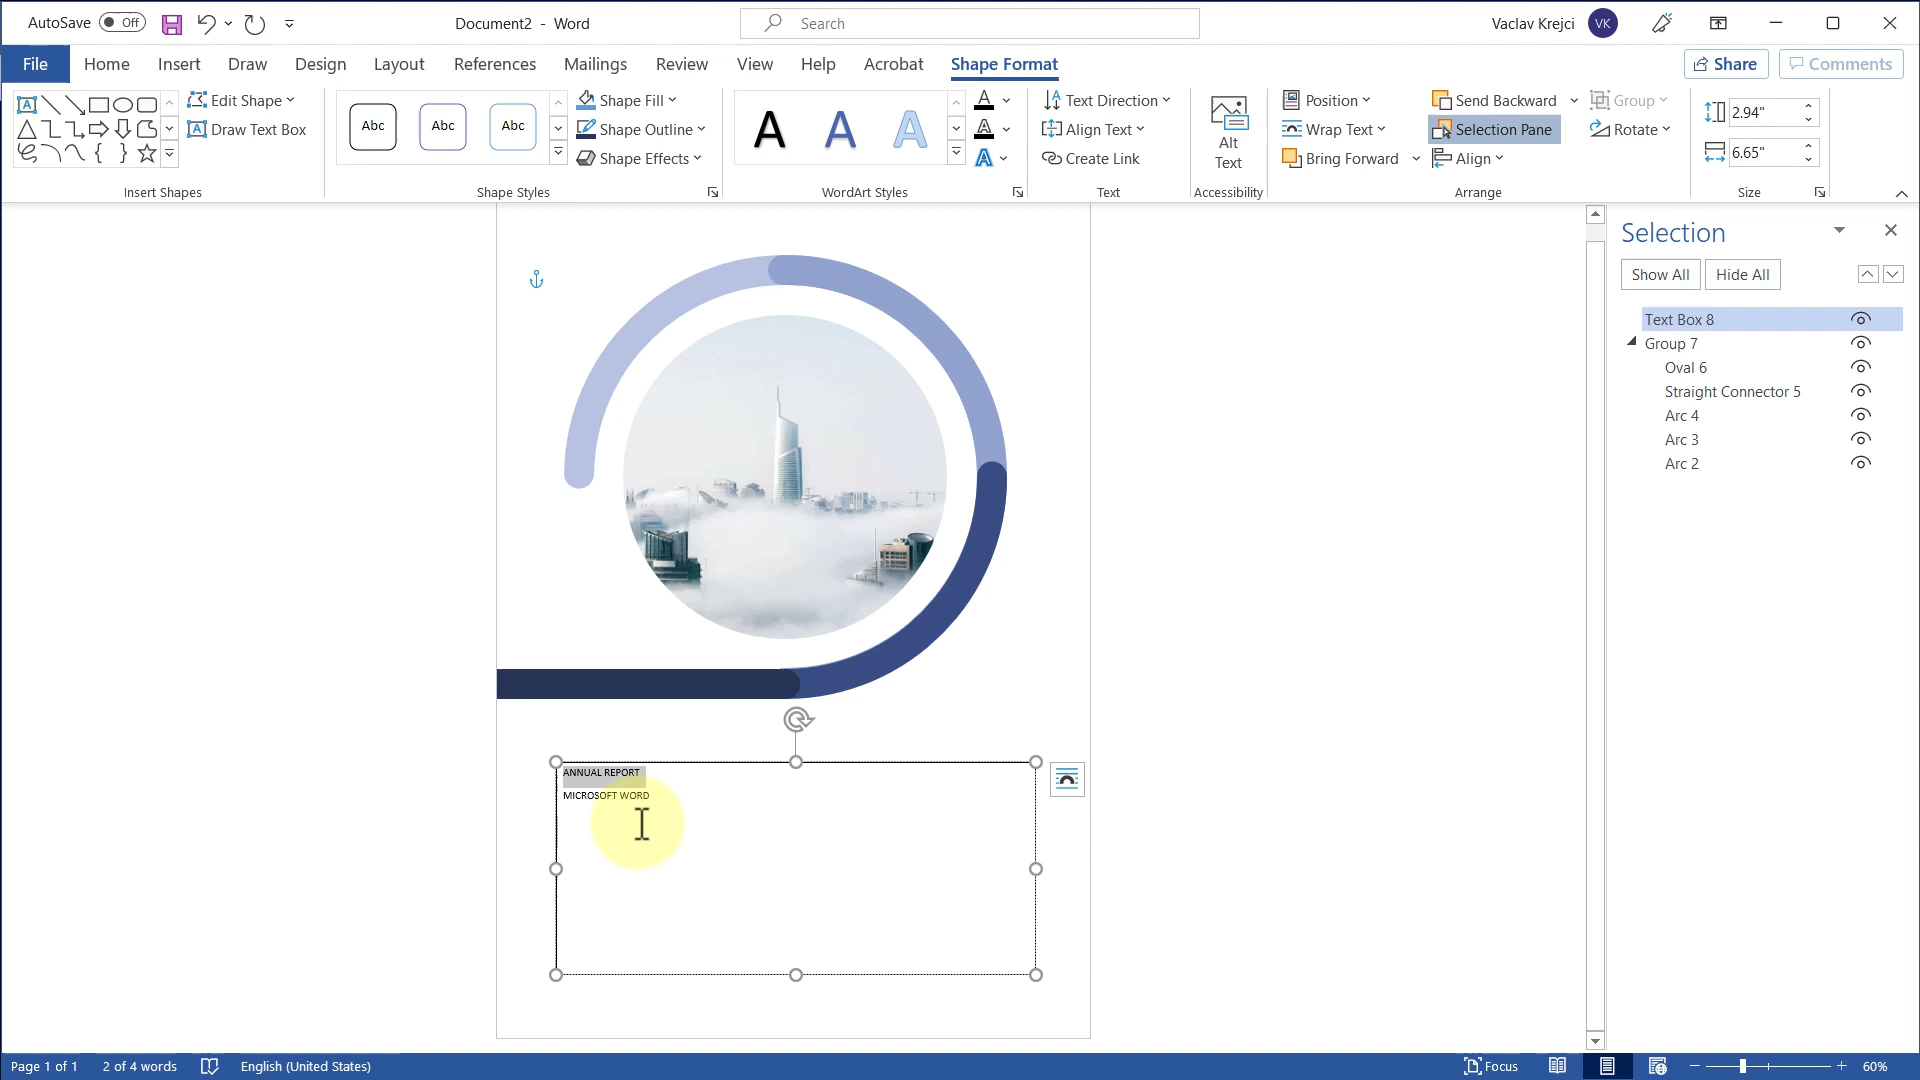 AutoSave Off Document2 - Word Search Vaclav Krejci VK
File Home Insert Draw Design Layout References Mailings Review View Help Acrobat Shape Format Share Comments
Edit Shape
Draw Text Box
Insert Shapes
Abc Abc Abc
Shape Fill
Shape Outline
Shape Effects
Shape Styles
A A A
WordArt Styles
Text Direction
Align Text
Create Link
Text
Alt
Text
Accessibility
Position
Wrap Text
Bring Forward
Send Backward
Selection Pane
Align
Group
Rotate
Arrange
2.94"
6.65"
Size
Selection
Show All Hide All
Text Box 8
Group 7
Oval 6
Straight Connector 5
Arc 4
Arc 3
Arc 2
ANNUAL REPORT
MICROSOFT WORD
Page 1 of 1 2 of 4 words English (United States) Focus 60%